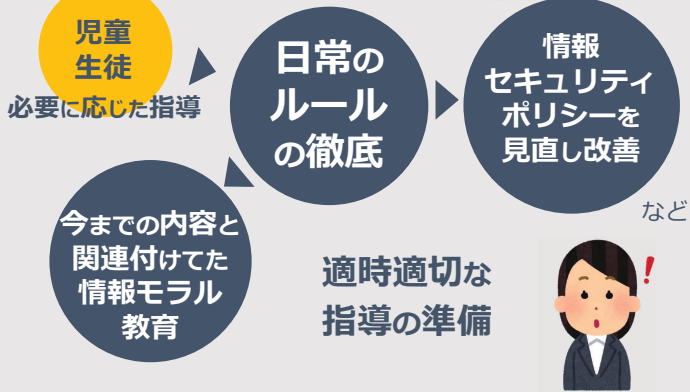 児童
生徒
必要に応じた指導
日常の
ルール
の徹底
情報
セキュリティ
ポリシーを
見直し改善
など
今までの内容と
関連付けてた
情報モラル
教育
適時適切な
指導の準備